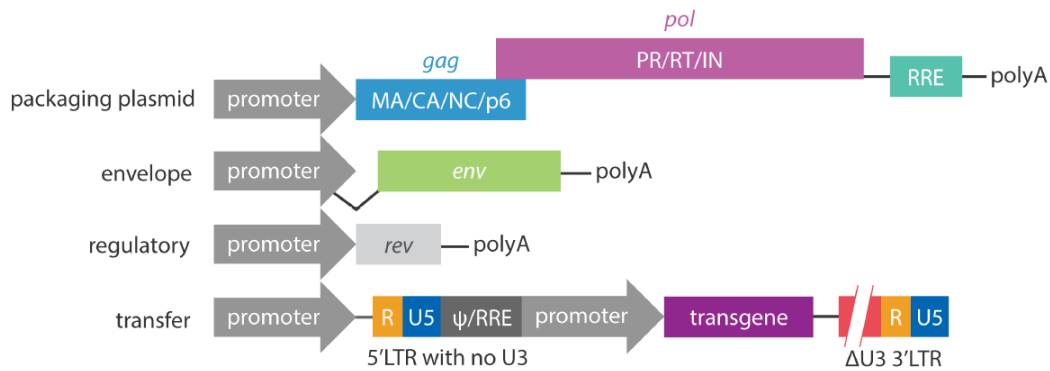 pol
gag
PR/RT/IN
RRE
polyA
packaging plasmid
promoter
MA/CA/NC/p6
envelope
promoter
env
polyA
regulatory
promoter
rev
polyA
transfer
promoter
R
U5
ψ/RRE
promoter
transgene
R
U5
5'LTR with no U3
ΔU3 3'LTR